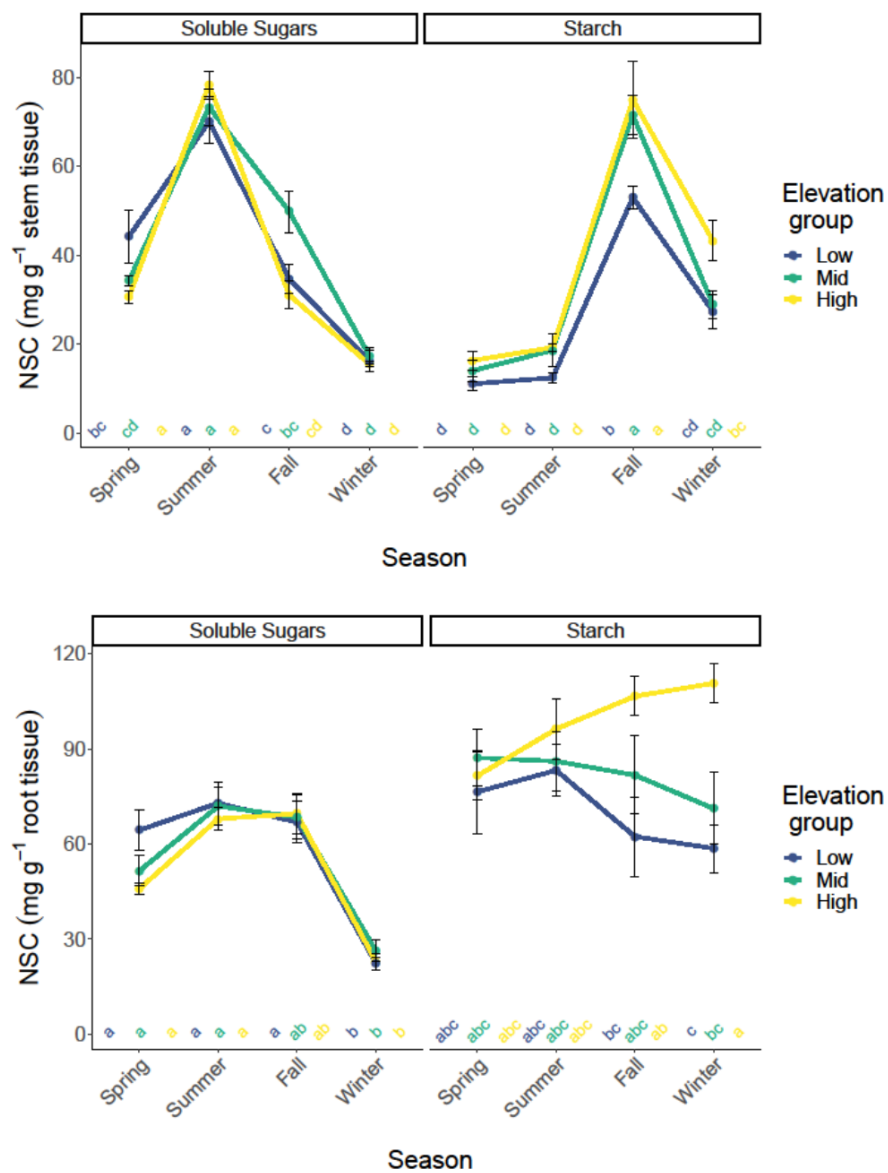 Soluble Sugars Starch
80
60
40
20
0
NSC (mg g⁻¹ stem tissue)
bc cd a a a a c bc cd d d d d d d d d d b a a cd cd bc
Spring Summer Fall Winter Spring Summer Fall Winter
Season
Elevation
group
Low
Mid
High
Soluble Sugars Starch
120
90
60
30
0
NSC (mg g⁻¹ root tissue)
a a a a a a a ab ab b b b abc abc abc abc abc abc bc abc ab c bc a
Spring Summer Fall Winter Spring Summer Fall Winter
Season
Elevation
group
Low
Mid
High